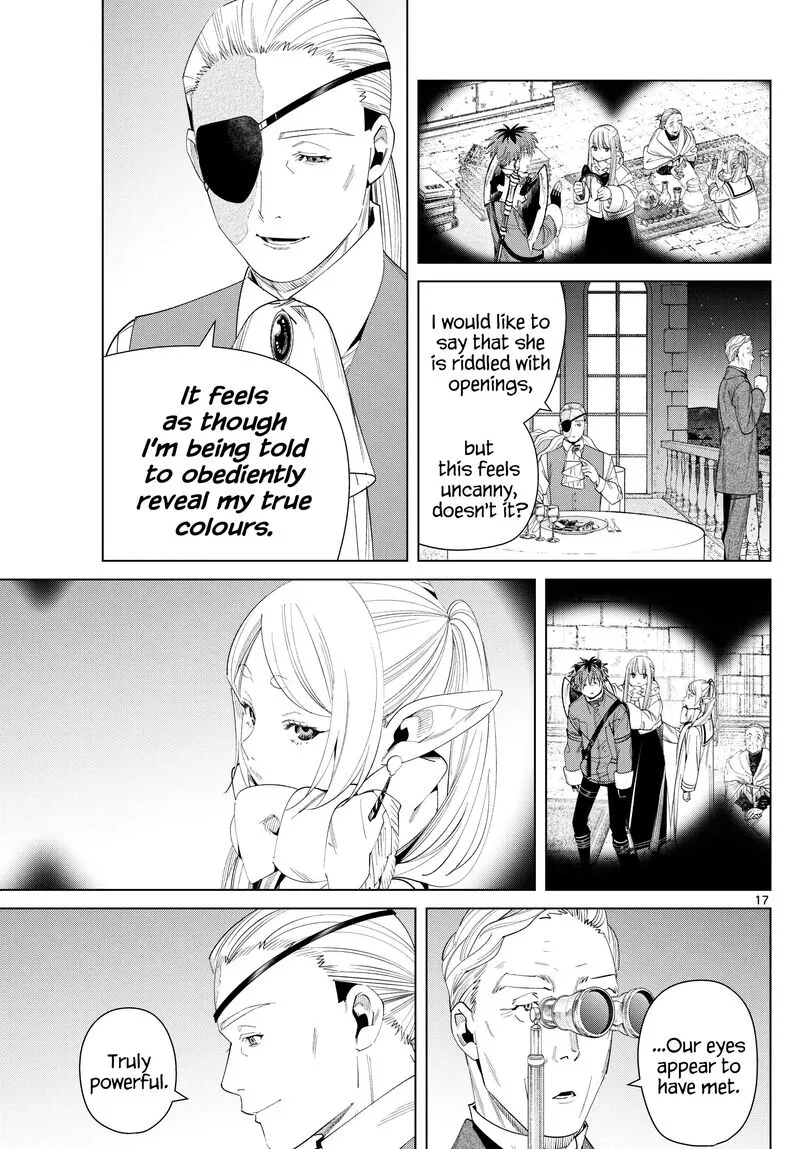 I would like to
say that she
is riddled with
openings,
but
this feels
uncanny,
doesn't it?
It feels
as though
I'm being told
to obediently
reveal my true
colours.
17
...Our eyes
appear to
have met.
Truly
powerful.